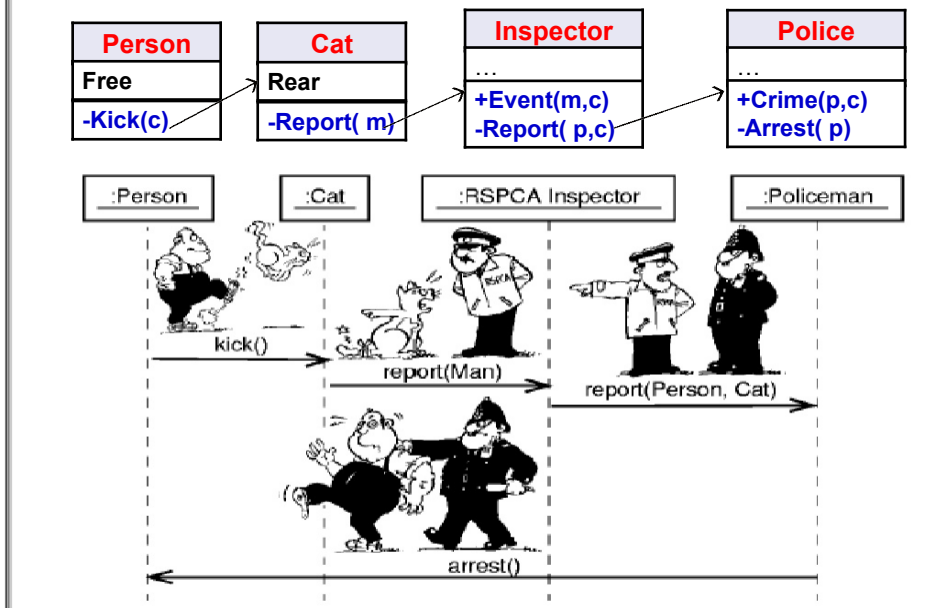 Person
Free
-Kick(c)
Cat
Rear
-Report( m)
Inspector
...
+Event(m,c)
-Report( p,c)
Police
...
+Crime(p,c)
-Arrest( p)
:Person
:Cat
:RSPCA Inspector
:Policeman
RSPCA
kick()
report(Man)
report(Person, Cat)
arrest()